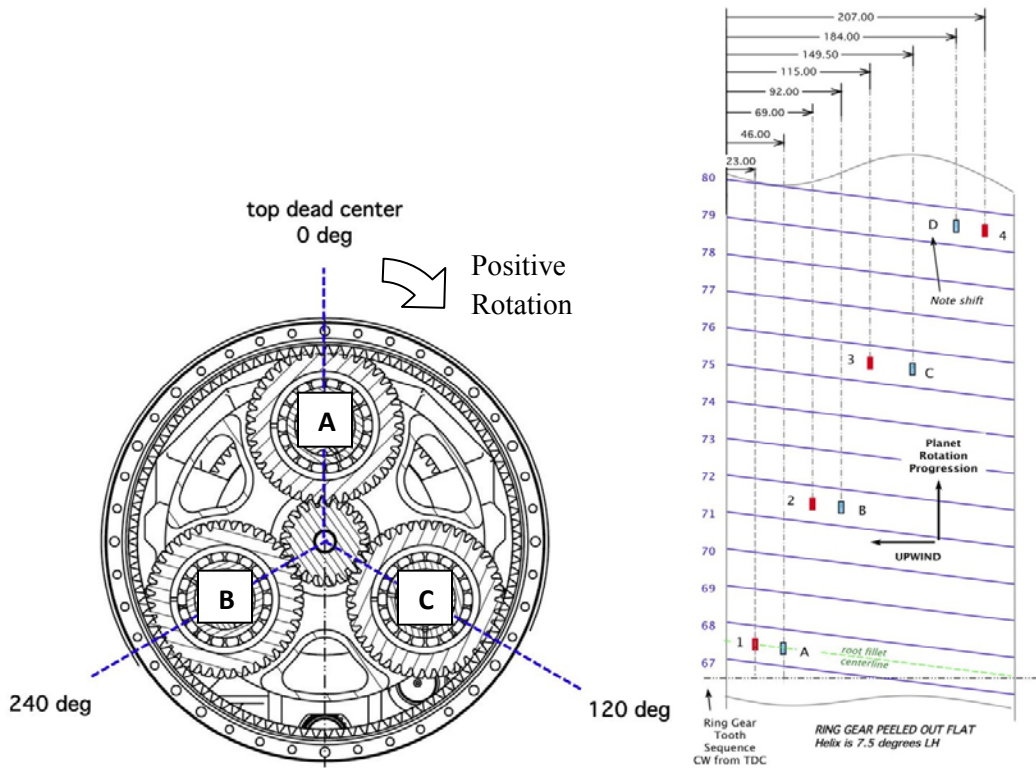 top dead center
0 deg
Positive
Rotation
A
B
C
240 deg
120 deg
207.00
184.00
149.50
115.00
92.00
69.00
46.00
23.00
80
79
78
77
76
75
74
73
72
71
70
69
68
67
D
4
Note shift
3
C
Planet
Rotation
Progression
2
B
UPWIND
1
A
root fillet
centerline
Ring Gear
Tooth
Sequence
CW from TDC
RING GEAR PEELED OUT FLAT
Helix is 7.5 degrees LH